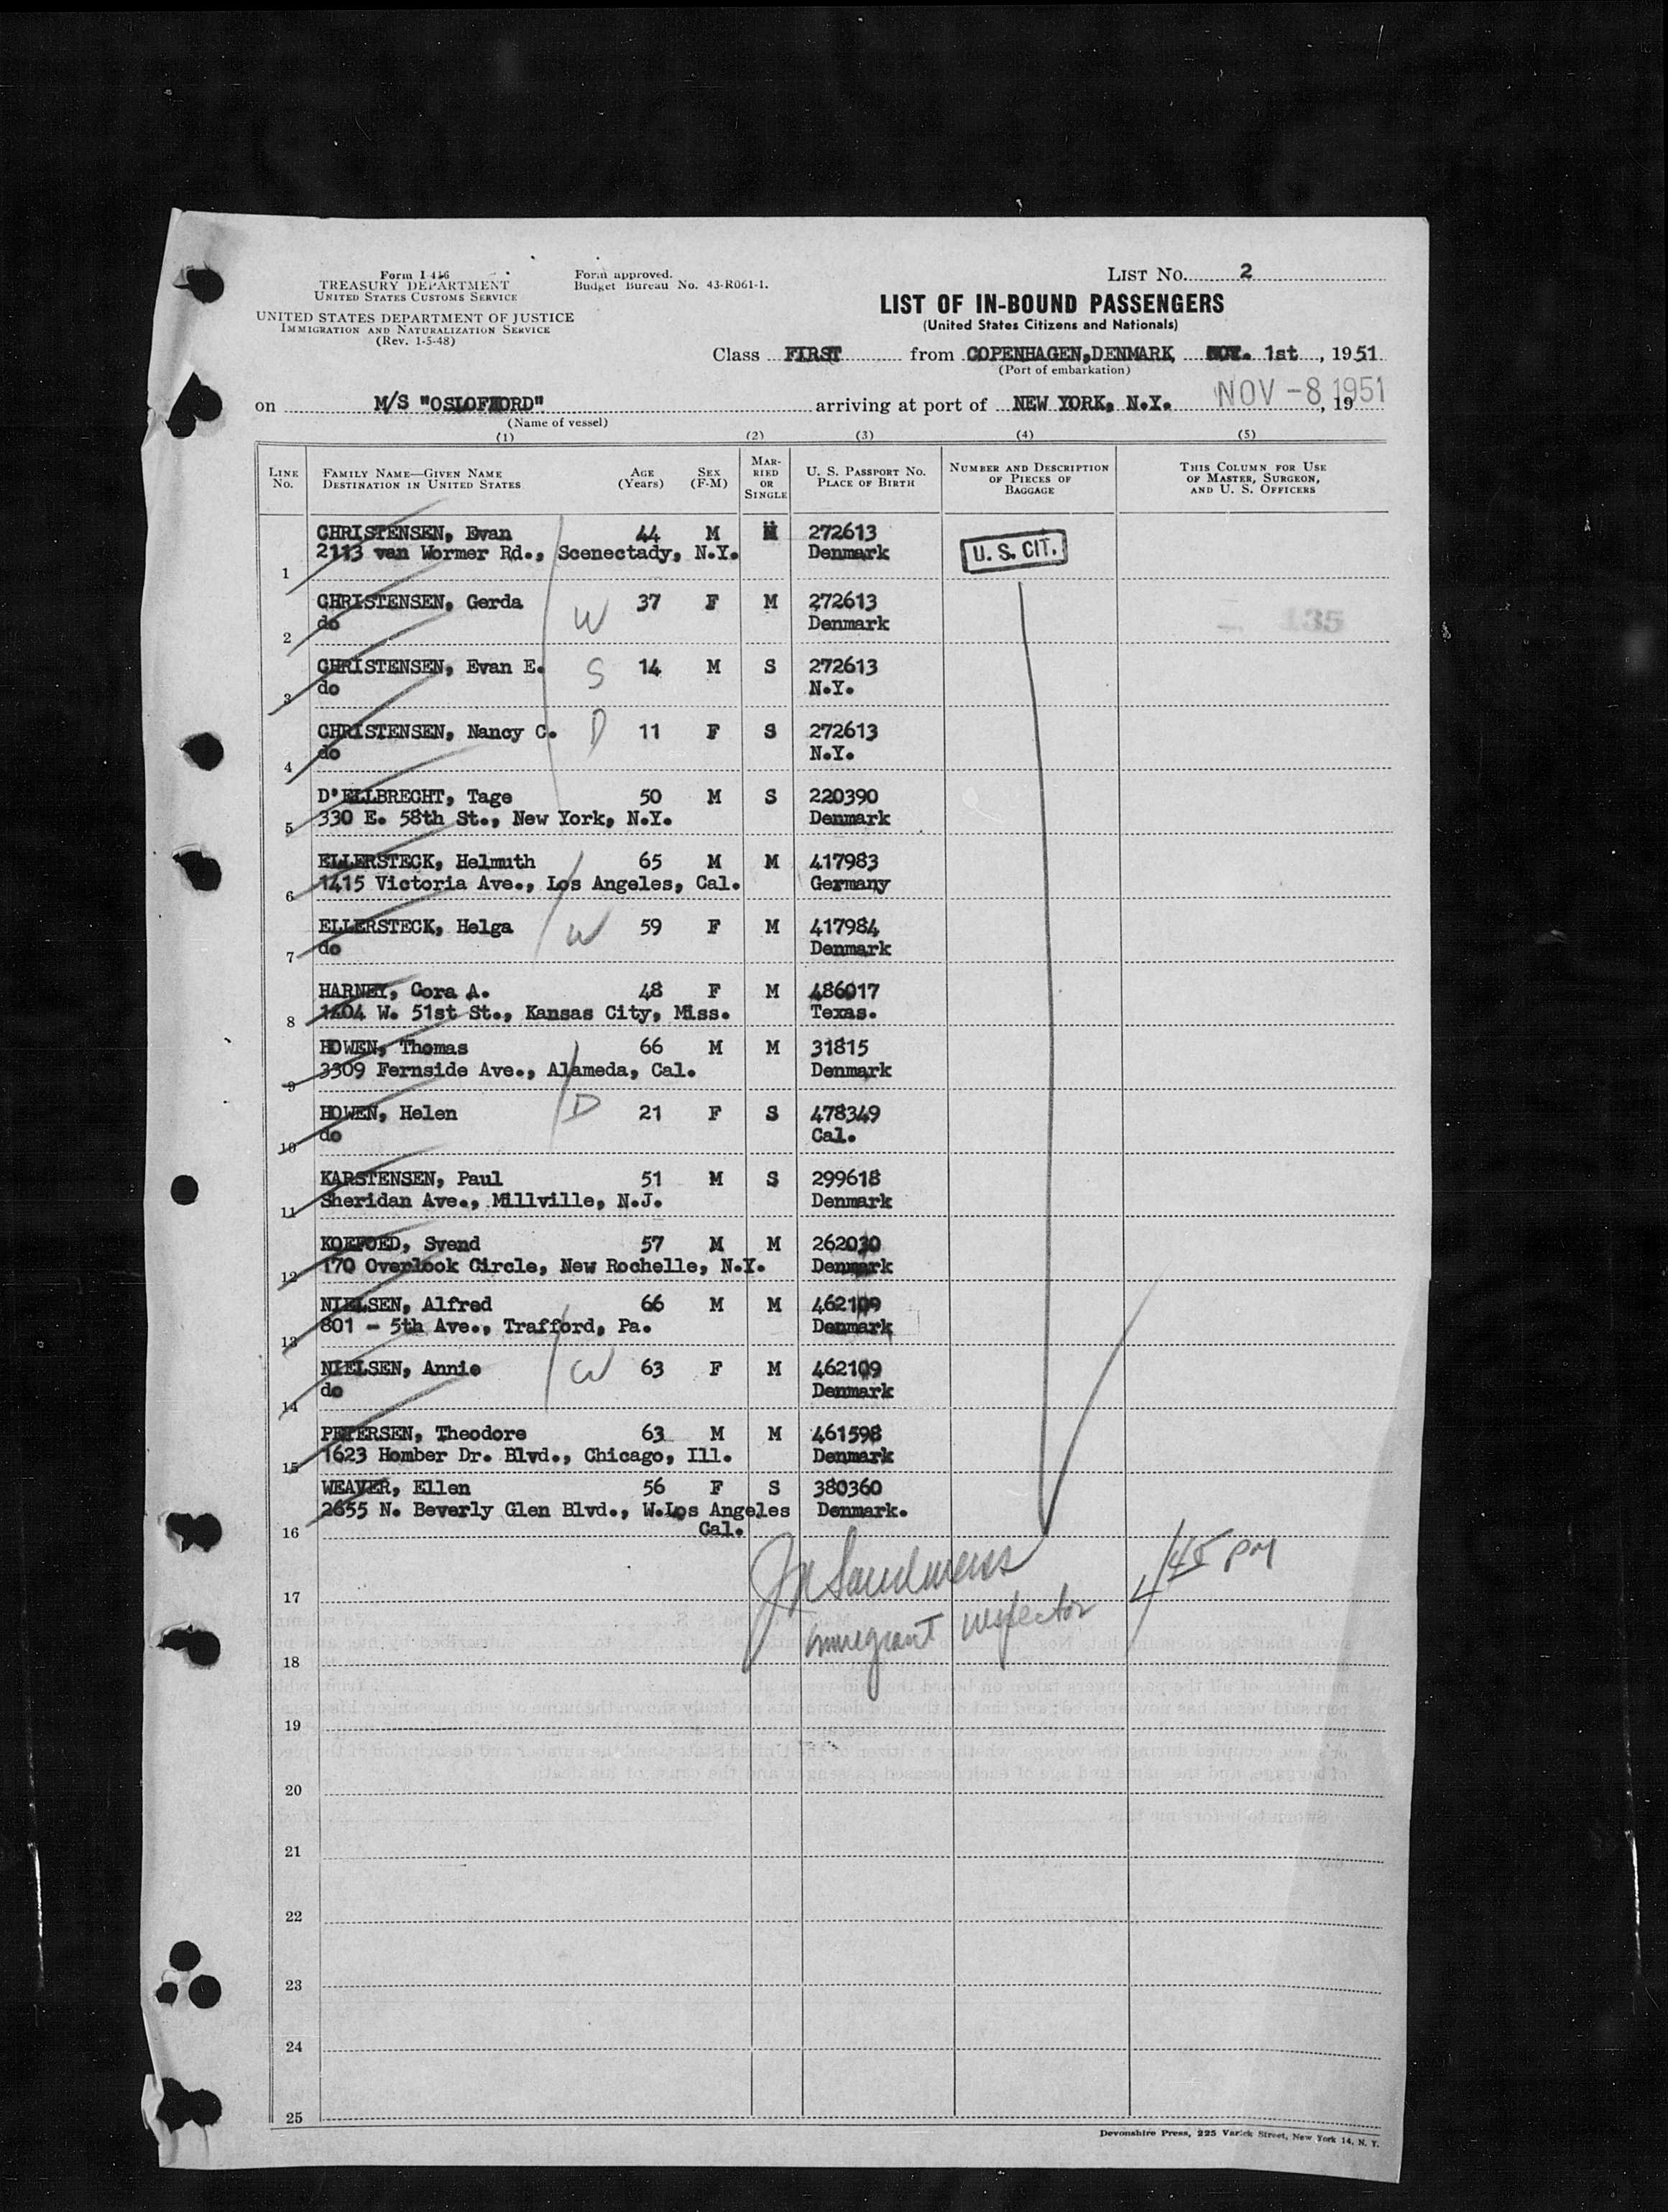 Form I-416
TREASURY DEPARTMENT
UNITED STATES CUSTOMS SERVICE
UNITED STATES DEPARTMENT OF JUSTICE
IMMIGRATION AND NATURALIZATION SERVICE
(Rev. 1-5-48)
Form approved.
Budget Bureau No. 43-R061-1.
LIST NO. 2
LIST OF IN-BOUND PASSENGERS
(United States Citizens and Nationals)
Class FIRST from COPENHAGEN,DENMARK, NOV. 1st, 1951
(Port of embarkation)
on M/S "OSLOFJORD" arriving at port of NEW YORK, N.Y. NOV -8 1951, 19
(Name of vessel)
(1) (2) (3) (4) (5)
LINE NO. FAMILY NAME—GIVEN NAME DESTINATION IN UNITED STATES AGE (Years) SEX (F-M) MARRIED OR SINGLE U. S. PASSPORT NO. PLACE OF BIRTH NUMBER AND DESCRIPTION OF PIECES OF BAGGAGE THIS COLUMN FOR USE OF MASTER, SURGEON, AND U. S. OFFICERS
CHRISTENSEN, Evan 44 M M 272613
2113 van Wormer Rd., Scenectady, N.Y. Denmark U. S. CIT.
1
CHRISTENSEN, Gerda W 37 F M 272613
do Denmark 135
2
CHRISTENSEN, Evan E. S 14 M S 272613
do N.Y.
3
CHRISTENSEN, Nancy C. D 11 F S 272613
do N.Y.
4
D'ELLBRECHT, Tage 50 M S 220390
5 330 E. 58th St., New York, N.Y. Denmark
ELLERSTECK, Helmuth 65 M M 417983
6 1415 Victoria Ave., Los Angeles, Cal. Germany
ELLERSTECK, Helga W 59 F M 417984
7 do Denmark
HARNEY, Cora A. 48 F M 486017
8 1404 W. 51st St., Kansas City, Miss. Texas.
HOWEN, Thomas 66 M M 31815
9 3309 Fernside Ave., Alameda, Cal. Denmark
HOWEN, Helen D 21 F S 478349
10 do Cal.
KARSTENSEN, Paul 51 M S 299618
11 Sheridan Ave., Millville, N.J. Denmark
KOEFOED, Svend 57 M M 262030
12 170 Overlook Circle, New Rochelle, N.Y. Denmark
NIELSEN, Alfred 66 M M 462109
13 801 - 5th Ave., Trafford, Pa. Denmark
NIELSEN, Annie W 63 F M 462109
14 do Denmark
PETERSEN, Theodore 63 M M 461598
15 1623 Homber Dr. Blvd., Chicago, Ill. Denmark
WEAVER, Ellen 56 F S 380360
2655 N. Beverly Glen Blvd., W.Los Angeles Denmark.
16 Cal.
17 4/45 PM
Immigrant Inspector
18
19
20
21
22
23
24
25
Devonshire Press, 225 Varick Street, New York 14, N. Y.